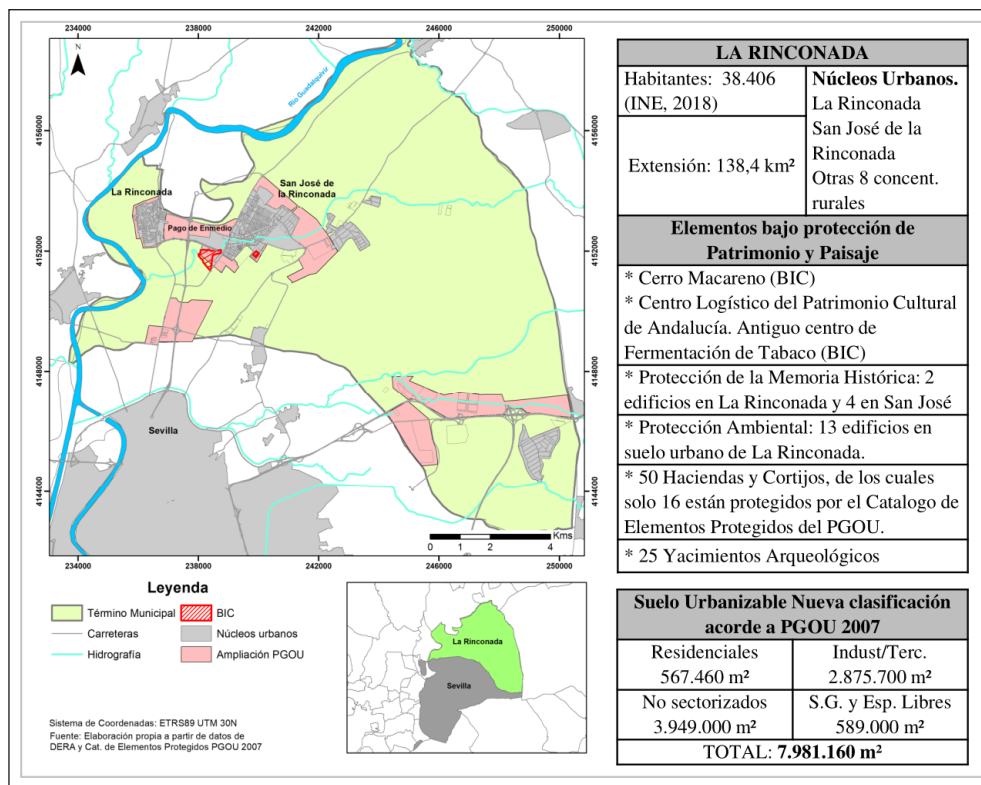 234000
238000
242000
246000
250000
N
Río Guadalquivir
4156000
4156000
La Rinconada
San José de
la Rinconada
Pago de Enmedio
4152000
4152000
4148000
4148000
Sevilla
4144000
4144000
Kms
0 1 2 4
234000
238000
242000
246000
250000
Leyenda
Término Municipal
BIC
Carreteras
Núcleos urbanos
Hidrografía
Ampliación PGOU
Sistema de Coordenadas: ETRS89 UTM 30N
Fuente: Elaboración propia a partir de datos de
DERA y Cat. de Elementos Protegidos PGOU 2007
La Rinconada
Sevilla
LA RINCONADA
Habitantes: 38.406
(INE, 2018)
Extensión: 138,4 km²
Núcleos Urbanos.
La Rinconada
San José de la
Rinconada
Otras 8 concent.
rurales
Elementos bajo protección de
Patrimonio y Paisaje
* Cerro Macareno (BIC)
* Centro Logístico del Patrimonio Cultural
de Andalucía. Antiguo centro de
Fermentación de Tabaco (BIC)
* Protección de la Memoria Histórica: 2
edificios en La Rinconada y 4 en San José
* Protección Ambiental: 13 edificios en
suelo urbano de La Rinconada.
* 50 Haciendas y Cortijos, de los cuales
solo 16 están protegidos por el Catalogo de
Elementos Protegidos del PGOU.
* 25 Yacimientos Arqueológicos
Suelo Urbanizable Nueva clasificación
acorde a PGOU 2007
Residenciales
567.460 m²
Indust/Terc.
2.875.700 m²
No sectorizados
3.949.000 m²
S.G. y Esp. Libres
589.000 m²
TOTAL: 7.981.160 m²